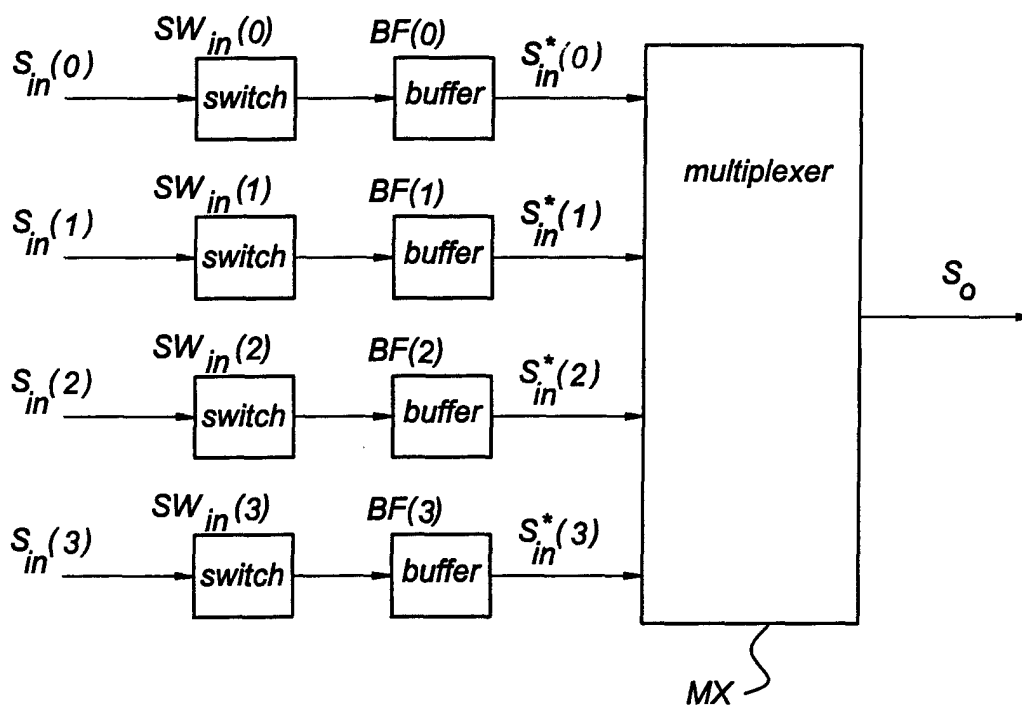 SW_in(0) BF(0) S*_in(0)
S_in(0) switch buffer
multiplexer
SW_in(1) BF(1) S*_in(1)
S_in(1) switch buffer
S_o
SW_in(2) BF(2) S*_in(2)
S_in(2) switch buffer
SW_in(3) BF(3) S*_in(3)
S_in(3) switch buffer
MX